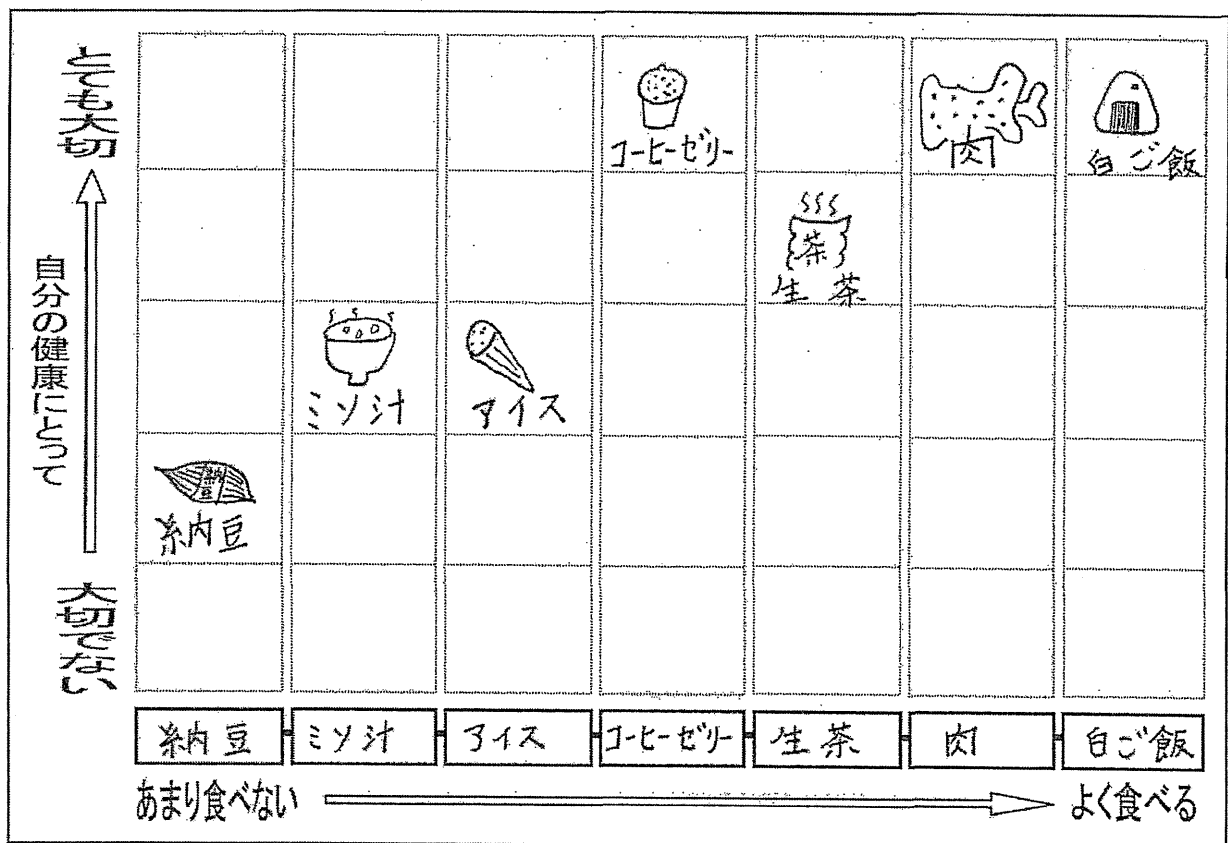 とても大切
自分の健康にとって
大切でない
コーヒーゼリー
肉
白ご飯
茶
生茶
ミソ汁
アイス
納豆
納豆
納豆
ミソ汁
アイス
コーヒーゼリー
生茶
肉
白ご飯
あまり食べない
よく食べる